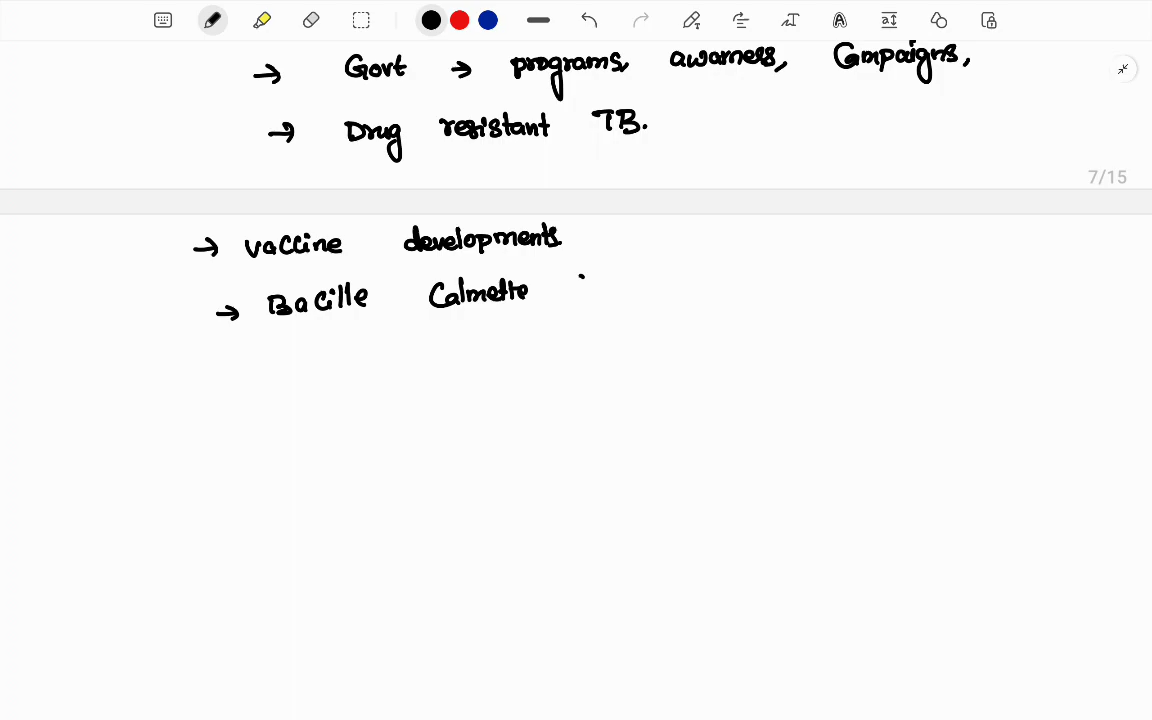 → Govt → programs, awarness, Campaigns,
→ Drug resistant TB.
7/15
→ vaccine developments
→ Bacille Calmette